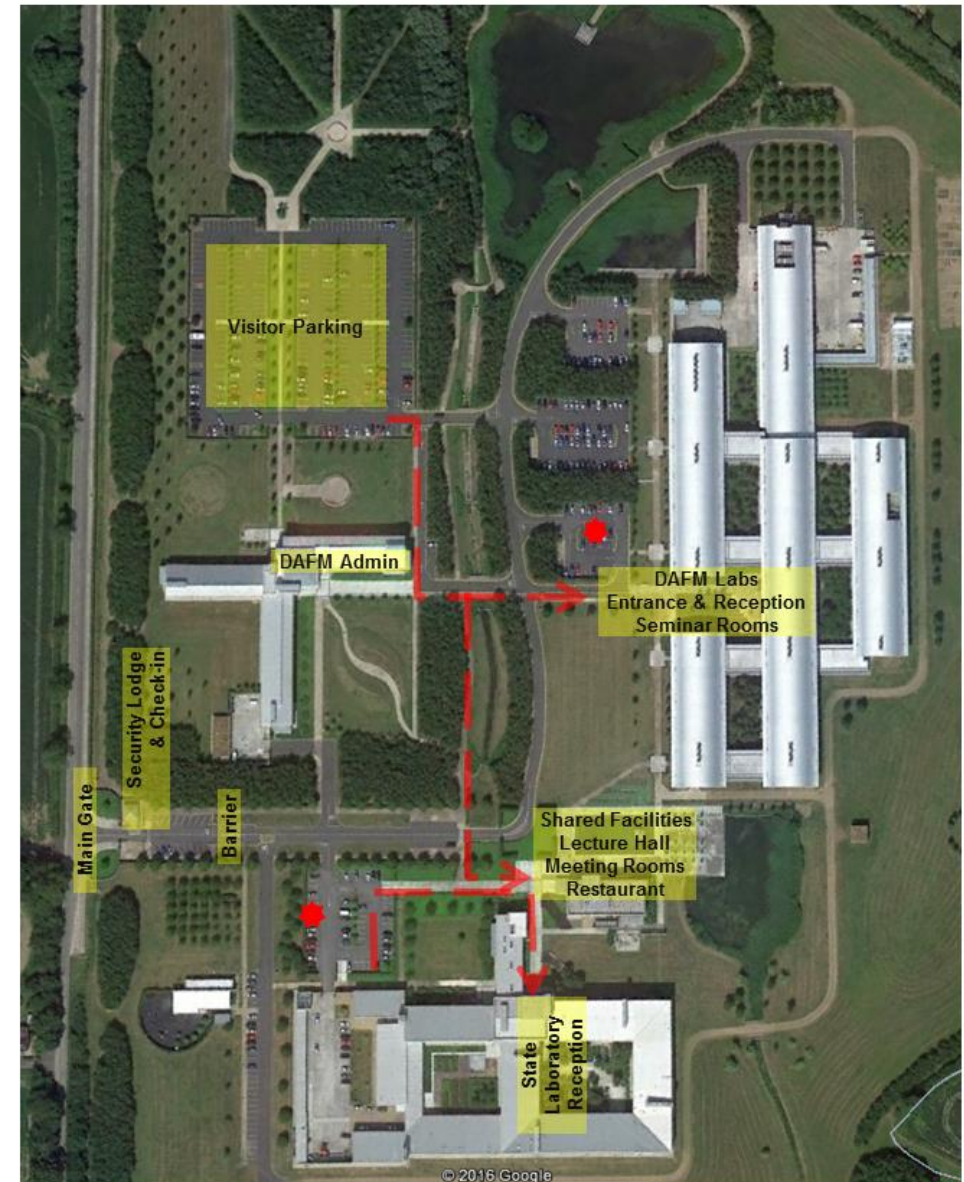 Visitor Parking
DAFM Admin
DAFM Labs
Entrance & Reception
Seminar Rooms
Security Lodge
& Check-in
Main Gate
Barrier
Shared Facilities
Lecture Hall
Meeting Rooms
Restaurant
State
Laboratory
Reception
© 2016 Google